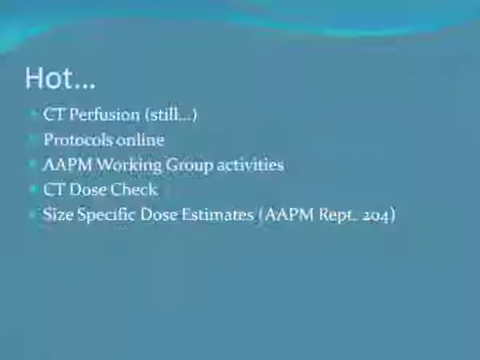 Hot...
CT Perfusion (still...)
Protocols online
AAPM Working Group activities
CT Dose Check
Size Specific Dose Estimates (AAPM Rept. 204)